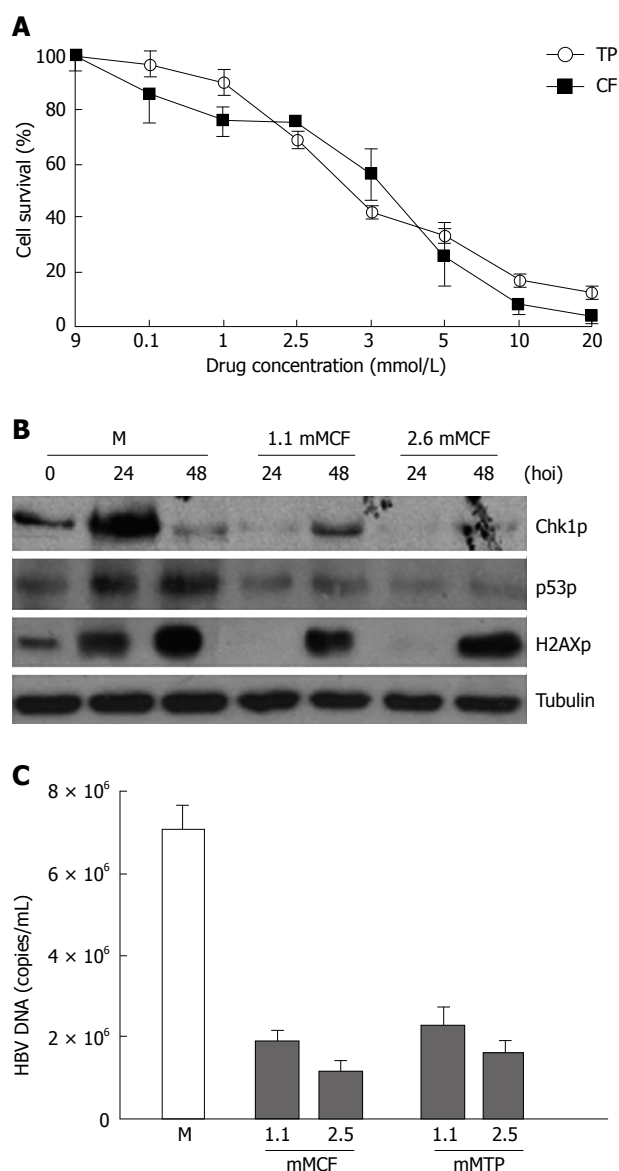 A
TP
CF
100
80
60
40
20
0
Cell survival (%)
9 0.1 1 2.5 3 5 10 20
Drug concentration (mmol/L)
B
M 1.1 mMCF 2.6 mMCF
0 24 48 24 48 24 48 (hoi)
Chk1p
p53p
H2AXp
Tubulin
C
8 × 10⁶
6 × 10⁶
4 × 10⁶
2 × 10⁶
0
HBV DNA (copies/mL)
M 1.1 2.5 1.1 2.5
mMCF mMTP